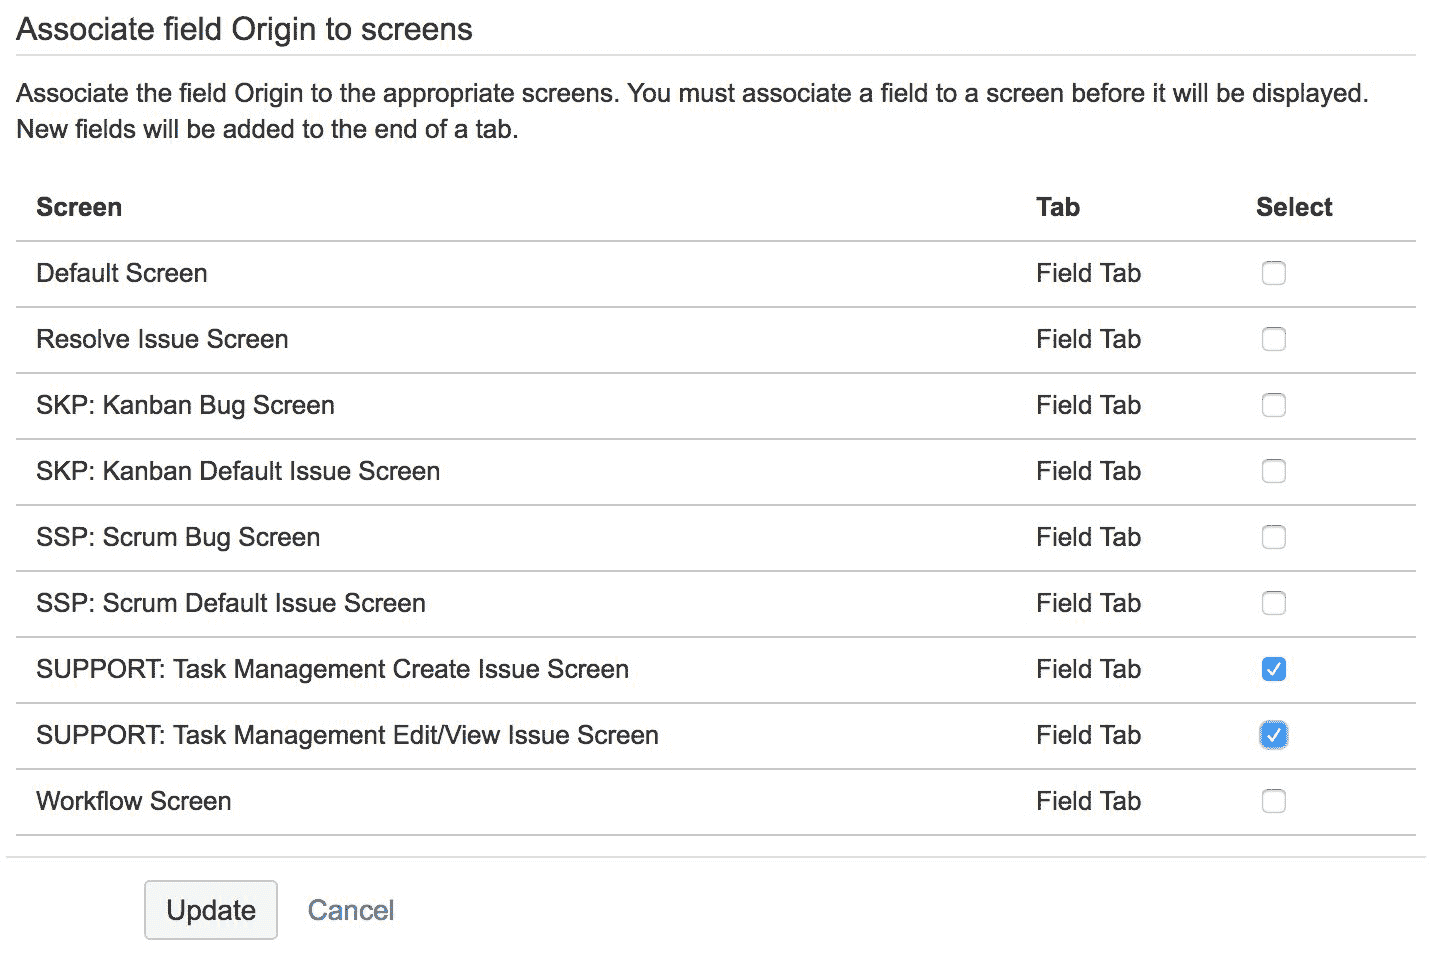 Associate field Origin to screens
Associate the field Origin to the appropriate screens. You must associate a field to a screen before it will be displayed.
New fields will be added to the end of a tab.
Screen Tab Select
Default Screen Field Tab
Resolve Issue Screen Field Tab
SKP: Kanban Bug Screen Field Tab
SKP: Kanban Default Issue Screen Field Tab
SSP: Scrum Bug Screen Field Tab
SSP: Scrum Default Issue Screen Field Tab
SUPPORT: Task Management Create Issue Screen Field Tab
SUPPORT: Task Management Edit/View Issue Screen Field Tab
Workflow Screen Field Tab
Update Cancel